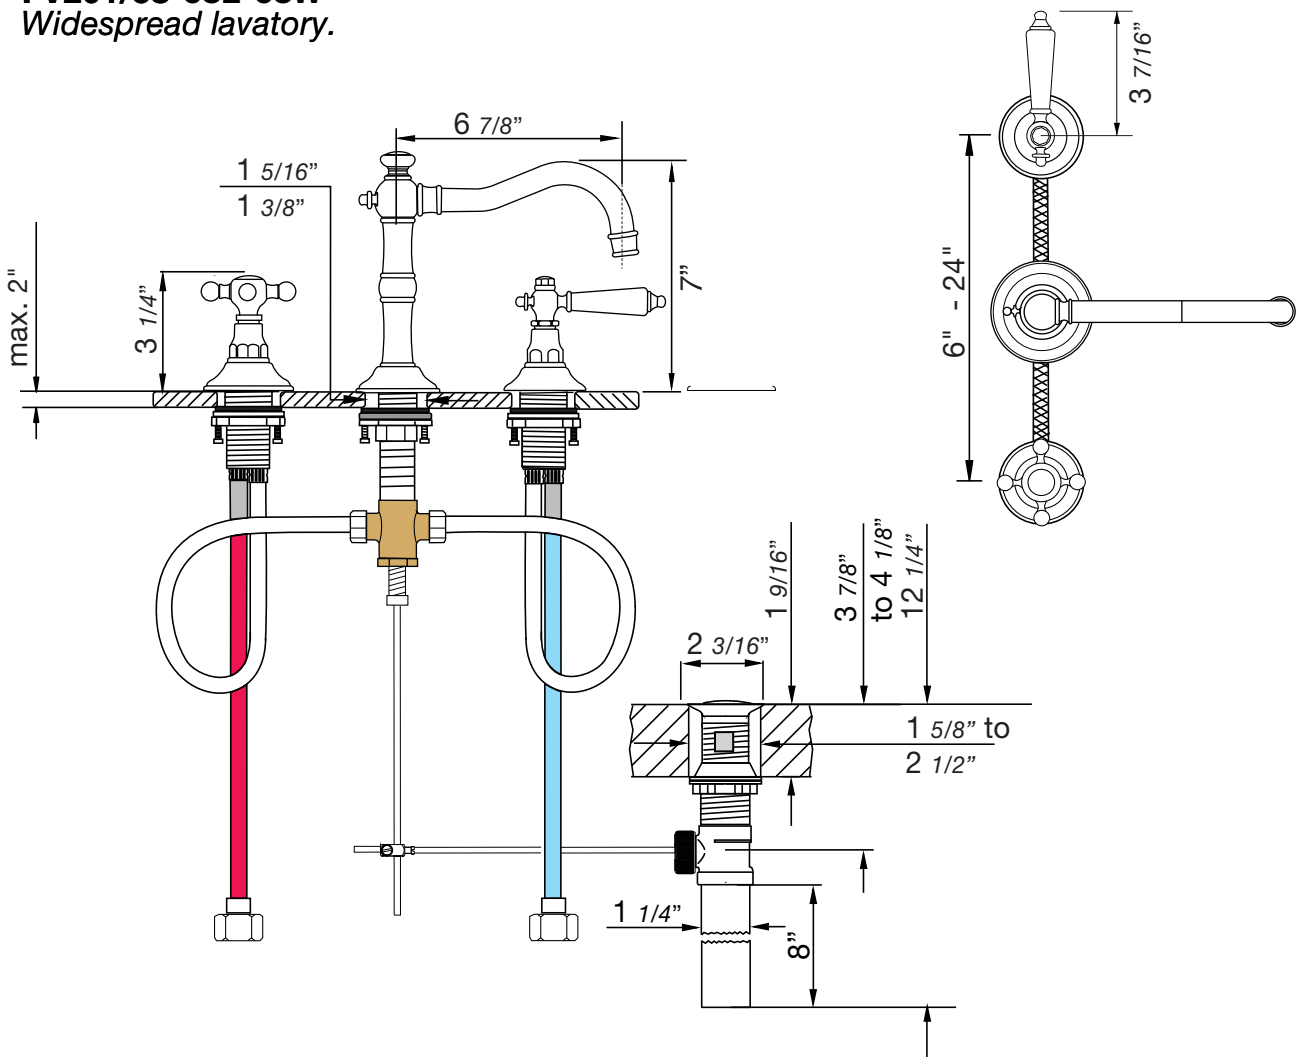 Widespread lavatory.
3 7/16”
6 7/8”
1 5/16”
1 3/8”
max. 2"
3 1/4”
7”
6" - 24"
1 9/16”
3 7/8”
to 4 1/8”
12 1/4”
2 3/16”
1 5/8” to
2 1/2”
1 1/4”
8”